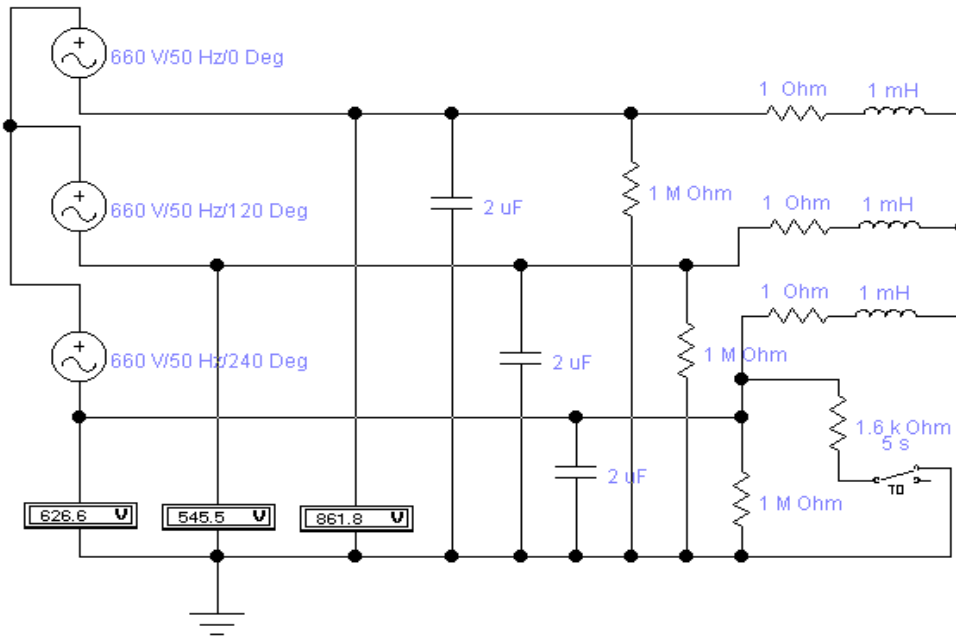 660 V/50 Hz/0 Deg
1 Ohm
1 mH
1 M Ohm
2 uF
660 V/50 Hz/120 Deg
1 Ohm
1 mH
1 Ohm
1 mH
660 V/50 Hz/240 Deg
2 uF
1 M Ohm
1.6 k Ohm
5 s
TD
2 uF
1 M Ohm
626.6 V
545.5 V
861.8 V